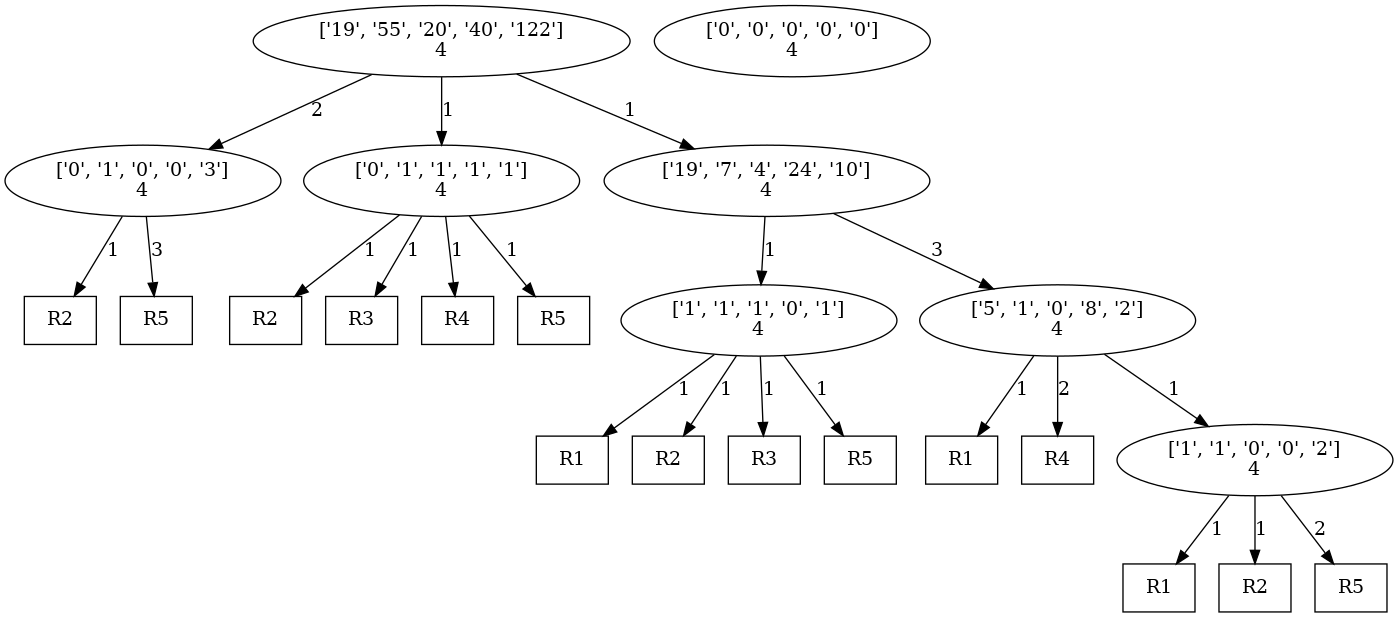 ['19', '55', '20', '40', '122']
4
['0', '0', '0', '0', '0']
4
2
1
1
['0', '1', '0', '0', '3']
4
['0', '1', '1', '1', '1']
4
['19', '7', '4', '24', '10']
4
1
3
1
1
1
1
1
3
R2
R5
R2
R3
R4
R5
['1', '1', '1', '0', '1']
4
['5', '1', '0', '8', '2']
4
1
1
1
1
1
2
1
R1
R2
R3
R5
R1
R4
['1', '1', '0', '0', '2']
4
1
1
2
R1
R2
R5